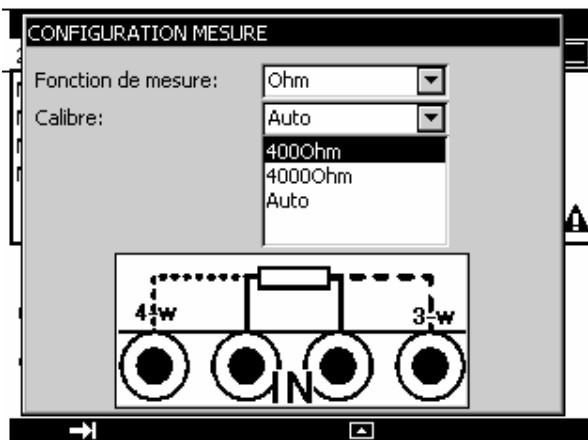 CONFIGURATION MESURE
Fonction de mesure: Ohm
Calibre: Auto
400Ohm
4000Ohm
Auto
4-w 3-w
IN